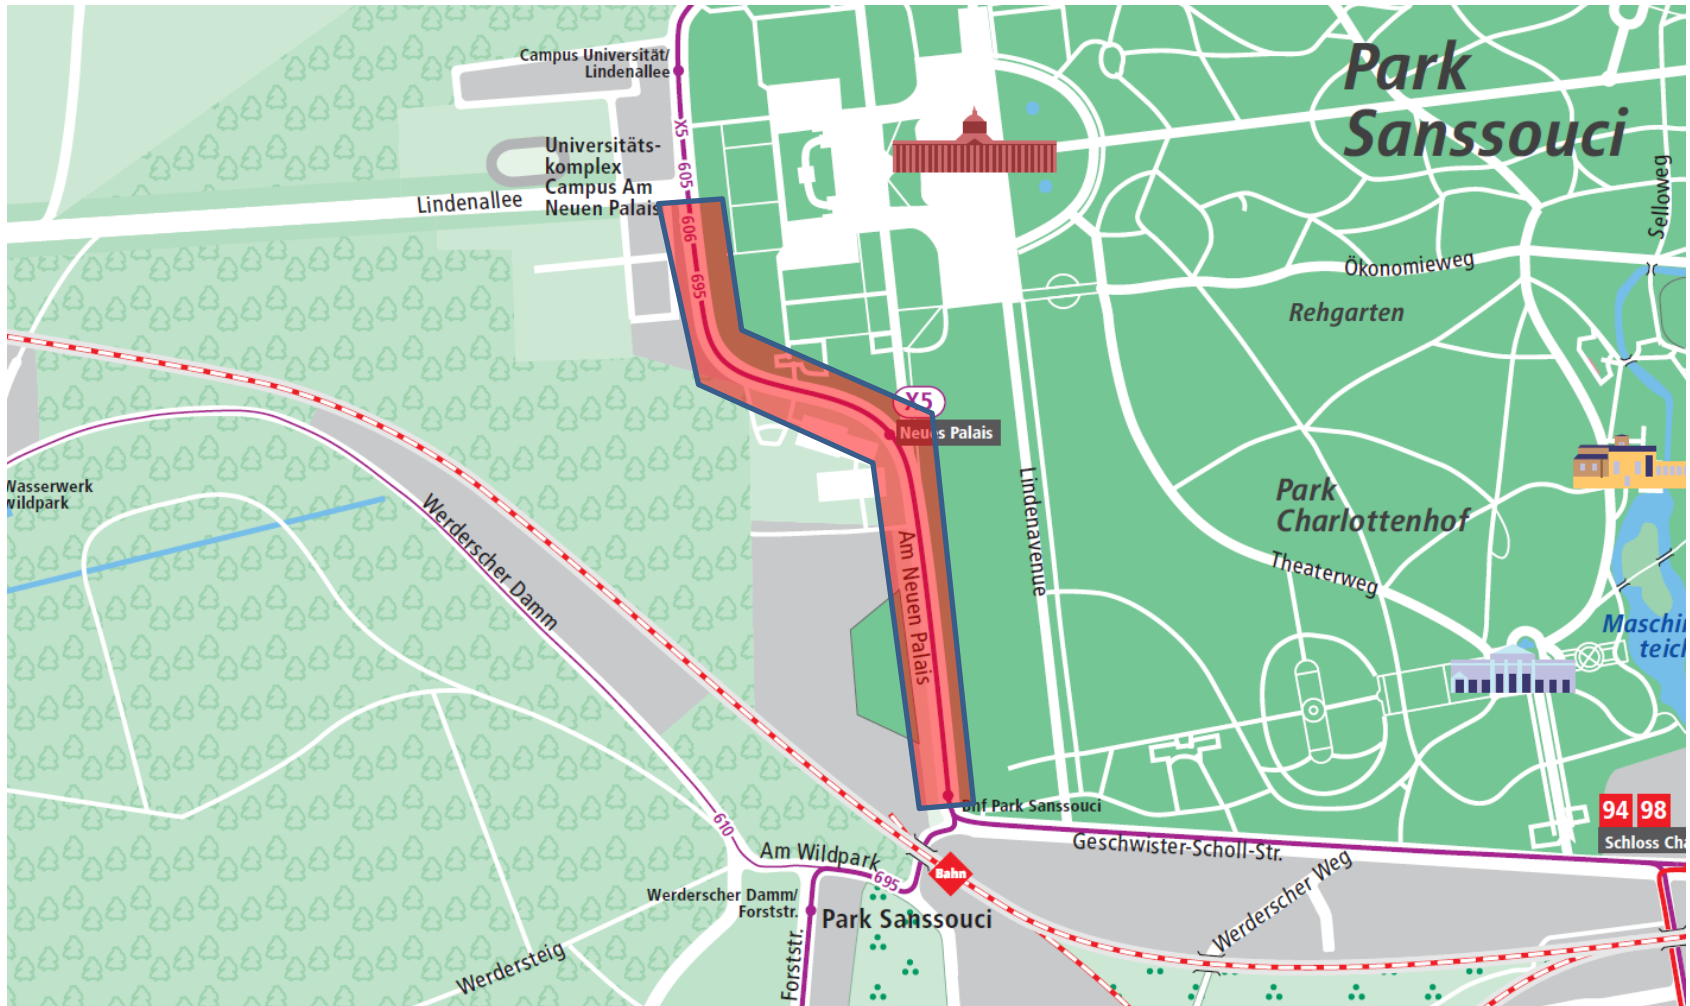 Campus Universität/
Lindenallee
Park
Sanssouci
X5
605
606
695
Universitäts-
komplex
Campus Am
Neuen Palais
Lindenallee
Selloweg
Ökonomieweg
Rehgarten
X5
Neues Palais
Wasserwerk
wildpark
Werderscher Damm
Lindenavenue
Park
Charlottenhof
Theaterweg
Am Neuen Palais
Maschi
teich
Bhf Park Sanssouci
94 98
Schloss Cha
610
Am Wildpark
695
Bahn
Geschwister-Scholl-Str.
Werderscher Weg
Werderscher Damm/
Forststr.
Park Sanssouci
Forststr.
Werdersteig